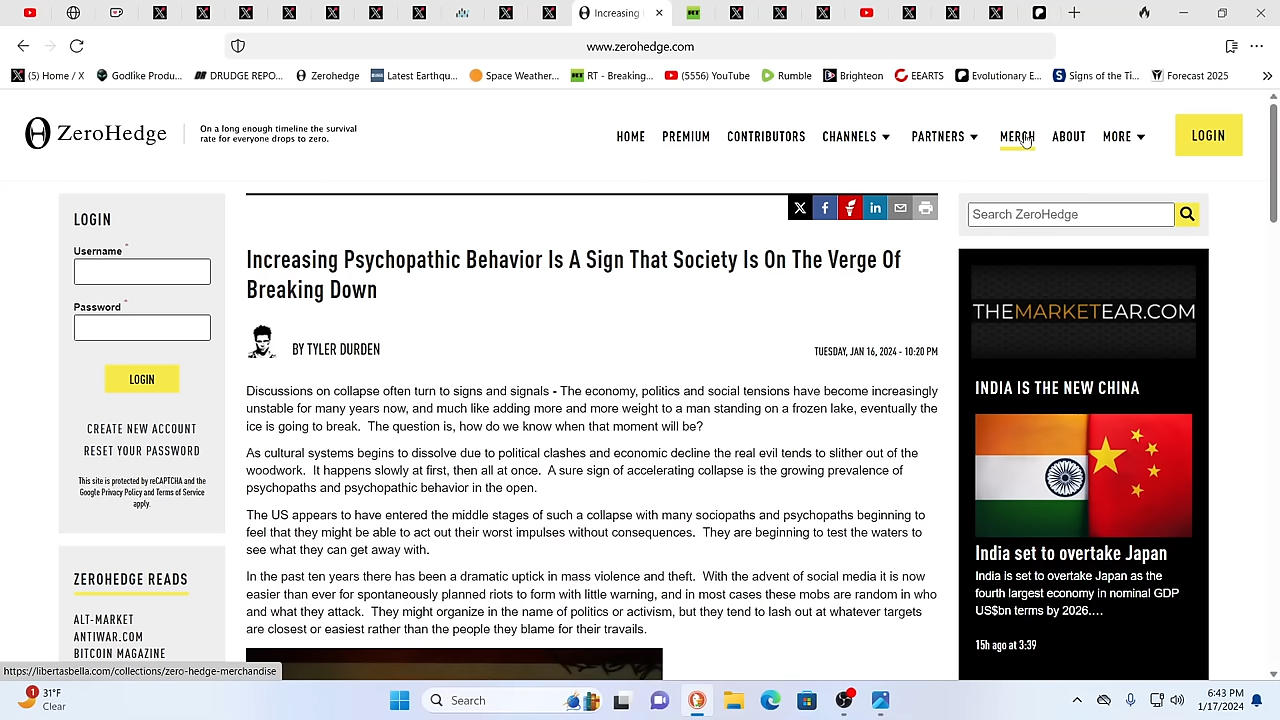 Increasing
www.zerohedge.com
(5) Home / X
Godlike Produ...
DRUDGE REPO...
Zerohedge
Latest Earthqu...
Space Weather...
RT - Breaking...
(5556) YouTube
Rumble
Brighteon
EEARTS
Evolutionary E...
Signs of the Ti...
Forecast 2025
ZeroHedge
On a long enough timeline the survival
rate for everyone drops to zero.
HOME
PREMIUM
CONTRIBUTORS
CHANNELS
PARTNERS
MERCH
ABOUT
MORE
LOGIN
LOGIN
Username *
Password *
LOGIN
CREATE NEW ACCOUNT
RESET YOUR PASSWORD
This site is protected by reCAPTCHA and the
Google Privacy Policy and Terms of Service
apply.
ZEROHEDGE READS
ALT-MARKET
ANTIWAR.COM
BITCOIN MAGAZINE
Increasing Psychopathic Behavior Is A Sign That Society Is On The Verge Of
Breaking Down
BY TYLER DURDEN
TUESDAY, JAN 16, 2024 - 10:20 PM
Discussions on collapse often turn to signs and signals - The economy, politics and social tensions have become increasingly
unstable for many years now, and much like adding more and more weight to a man standing on a frozen lake, eventually the
ice is going to break. The question is, how do we know when that moment will be?
As cultural systems begins to dissolve due to political clashes and economic decline the real evil tends to slither out of the
woodwork. It happens slowly at first, then all at once. A sure sign of accelerating collapse is the growing prevalence of
psychopaths and psychopathic behavior in the open.
The US appears to have entered the middle stages of such a collapse with many sociopaths and psychopaths beginning to
feel that they might be able to act out their worst impulses without consequences. They are beginning to test the waters to
see what they can get away with.
In the past ten years there has been a dramatic uptick in mass violence and theft. With the advent of social media it is now
easier than ever for spontaneously planned riots to form with little warning, and in most cases these mobs are random in who
and what they attack. They might organize in the name of politics or activism, but they tend to lash out at whatever targets
are closest or easiest rather than the people they blame for their travails.
Search ZeroHedge
THEMARKETEAR.COM
INDIA IS THE NEW CHINA
India set to overtake Japan
India is set to overtake Japan as the
fourth largest economy in nominal GDP
US$bn terms by 2026....
15h ago at 3:39
https://libertasbella.com/collections/zero-hedge-merchandise
1
31°F
Clear
Search
6:43 PM
1/17/2024